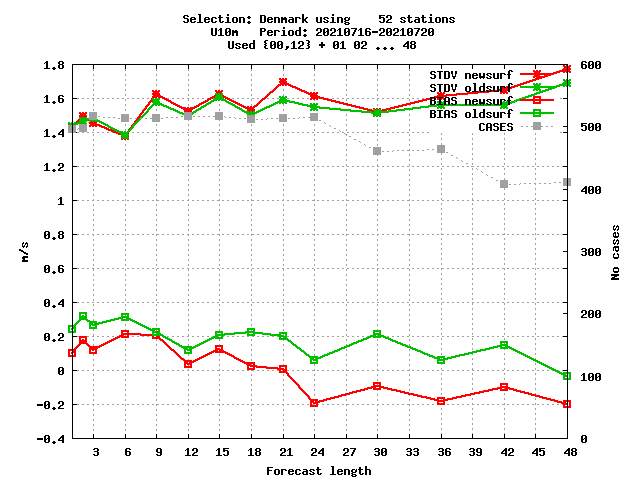 Selection: Denmark using    52 stations
U10m   Period: 20210716-20210720
Used {00,12} + 01 02 ... 48
STDV newsurf
STDV oldsurf
BIAS newsurf
BIAS oldsurf
CASES
1.8
1.6
1.4
1.2
1
0.8
0.6
0.4
0.2
0
-0.2
-0.4
m/s
600
500
400
300
200
100
0
No cases
3 6 9 12 15 18 21 24 27 30 33 36 39 42 45 48
Forecast length